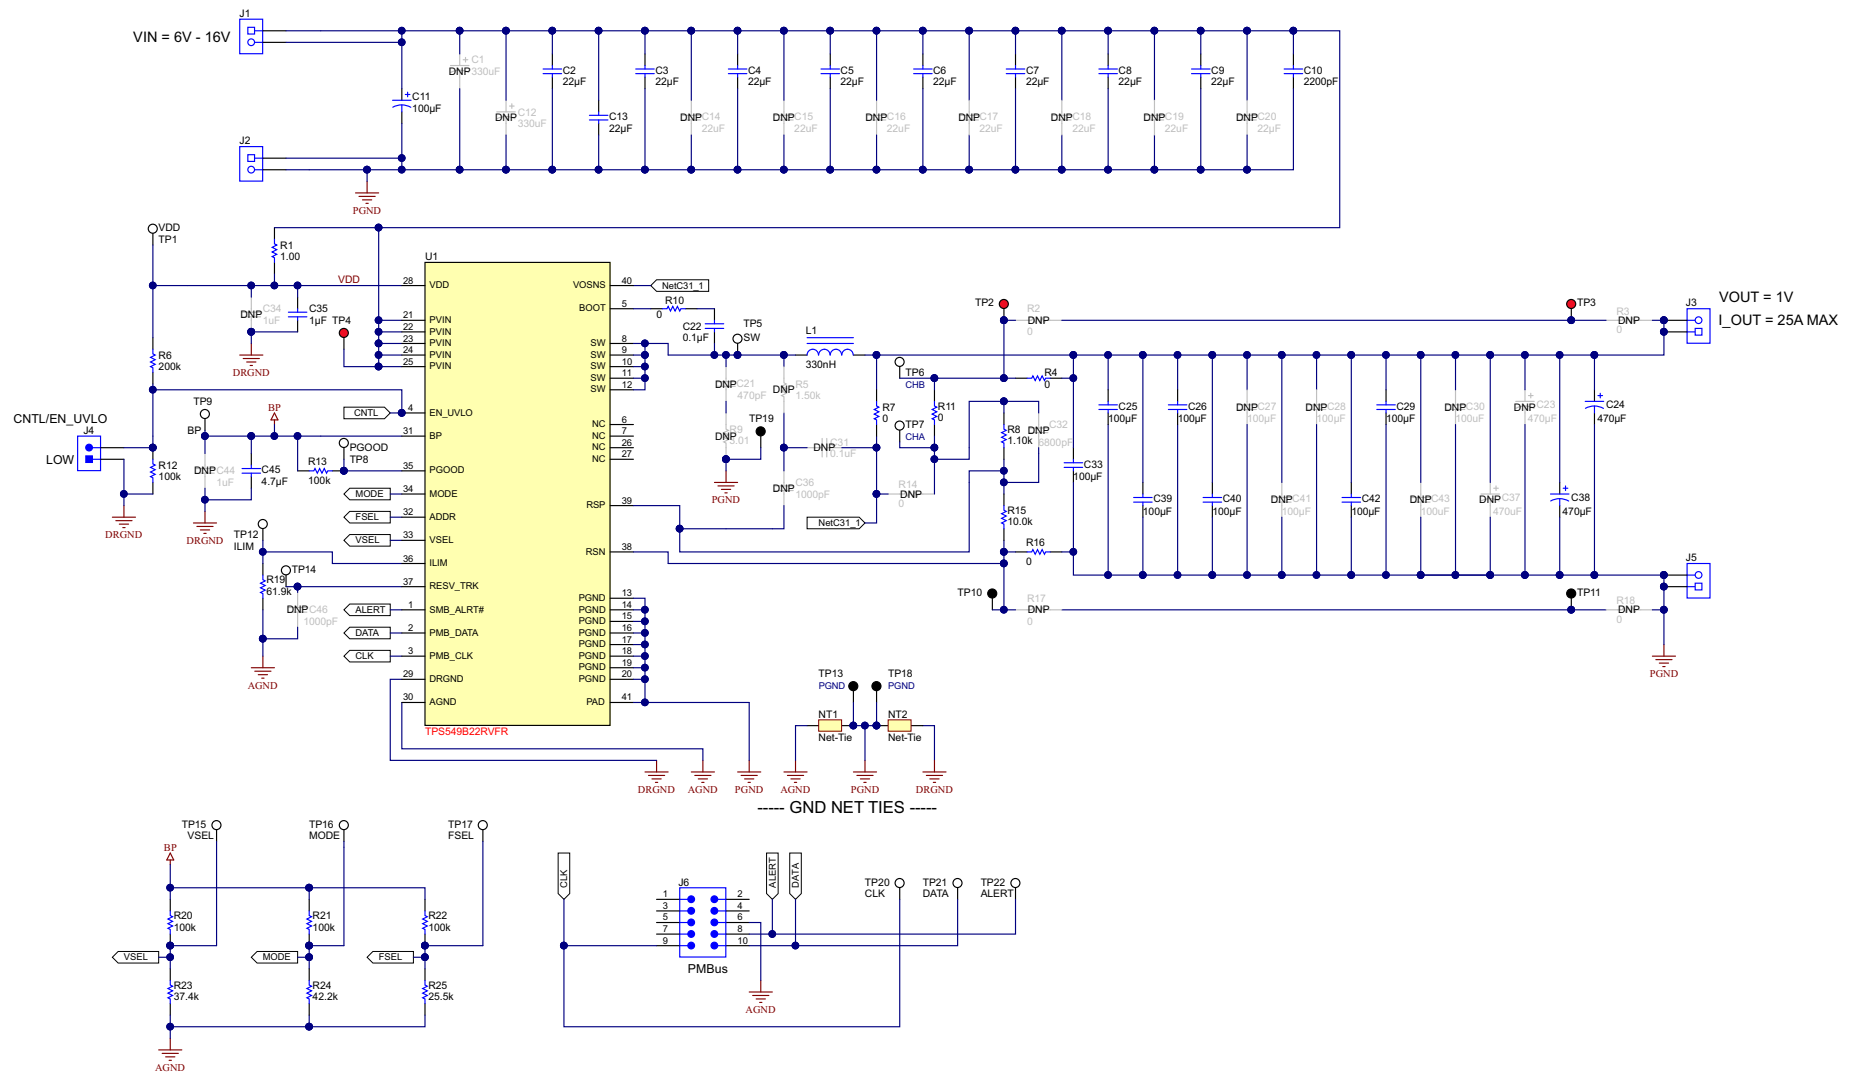 J1
VIN = 6V - 16V
C11
100µF
DNP
C1
330uF
DNP
C12
330uF
C2
22µF
C13
22µF
C3
22µF
DNP
C14
22uF
C4
22µF
DNP
C15
22uF
C5
22µF
DNP
C16
22uF
C6
22µF
DNP
C17
22uF
C7
22µF
DNP
C18
22uF
C8
22µF
DNP
C19
22uF
C9
22µF
DNP
C20
22µF
C10
2200pF
J2
PGND
VDD
TP1
R1
1.00
VDD
DNP
C34
1uF
C35
1µF
TP4
DRGND
R6
200k
CNTL/EN_UVLO
J4
LOW
R12
100k
DRGND
CNTL
TP9
BP
BP
DNP
C44
1uF
C45
4.7µF
DRGND
R13
100k
PGOOD
TP8
MODE
FSEL
VSEL
TP12
ILIM
R19
61.9k
TP14
DNP
C46
1000pF
AGND
ALERT
DATA
CLK
U1
28 VDD
21 PVIN
22 PVIN
23 PVIN
24 PVIN
25 PVIN
4 EN_UVLO
31 BP
35 PGOOD
34 MODE
32 ADDR
33 VSEL
36 ILIM
37 RESV_TRK
1 SMB_ALRT#
2 PMB_DATA
3 PMB_CLK
29 DRGND
30 AGND
VOSNS 40
BOOT 5
SW 8
SW 9
SW 10
SW 11
SW 12
NC 6
NC 7
NC 26
NC 27
RSP 39
RSN 38
PGND 13
PGND 14
PGND 15
PGND 16
PGND 17
PGND 18
PGND 19
PGND 20
PAD 41
TPS549B22RVFR
DRGND
AGND
PGND
NetC31_1
R10
0
C22
0.1µF
TP5
SW
L1
330nH
DNP
C21
470pF
DNP
R9
3.01
TP19
PGND
DNP
R5
1.50k
DNP
C31
0.1uF
DNP
C36
1000pF
NetC31_1
R7
0
TP6
CHB
R11
0
TP7
CHA
R14
DNP
0
TP2
R2
DNP
0
R4
0
R8
1.10k
DNP
C32
6800pF
R15
10.0k
R16
0
C33
100µF
TP10
R17
DNP
0
C25
100µF
C39
100µF
C26
100µF
C40
100µF
DNP
C27
100µF
DNP
C41
100µF
DNP
C28
100µF
C42
100µF
C29
100µF
DNP
C43
100uF
DNP
C30
100uF
DNP
C37
470uF
DNP
C23
470µF
C38
470µF
C24
470µF
TP3
R3
DNP
0
J3
VOUT = 1V
I_OUT = 25A MAX
J5
TP11
R18
DNP
0
PGND
TP13
PGND
TP18
PGND
NT1
Net-Tie
NT2
Net-Tie
AGND
PGND
DRGND
----- GND NET TIES -----
TP15
VSEL
TP16
MODE
TP17
FSEL
BP
R20
100k
R21
100k
R22
100k
VSEL
MODE
FSEL
R23
37.4k
R24
42.2k
R25
25.5k
AGND
CLK
J6
1 2
3 4
5 6
7 8
9 10
PMBus
ALERT
DATA
AGND
TP20
CLK
TP21
DATA
TP22
ALERT